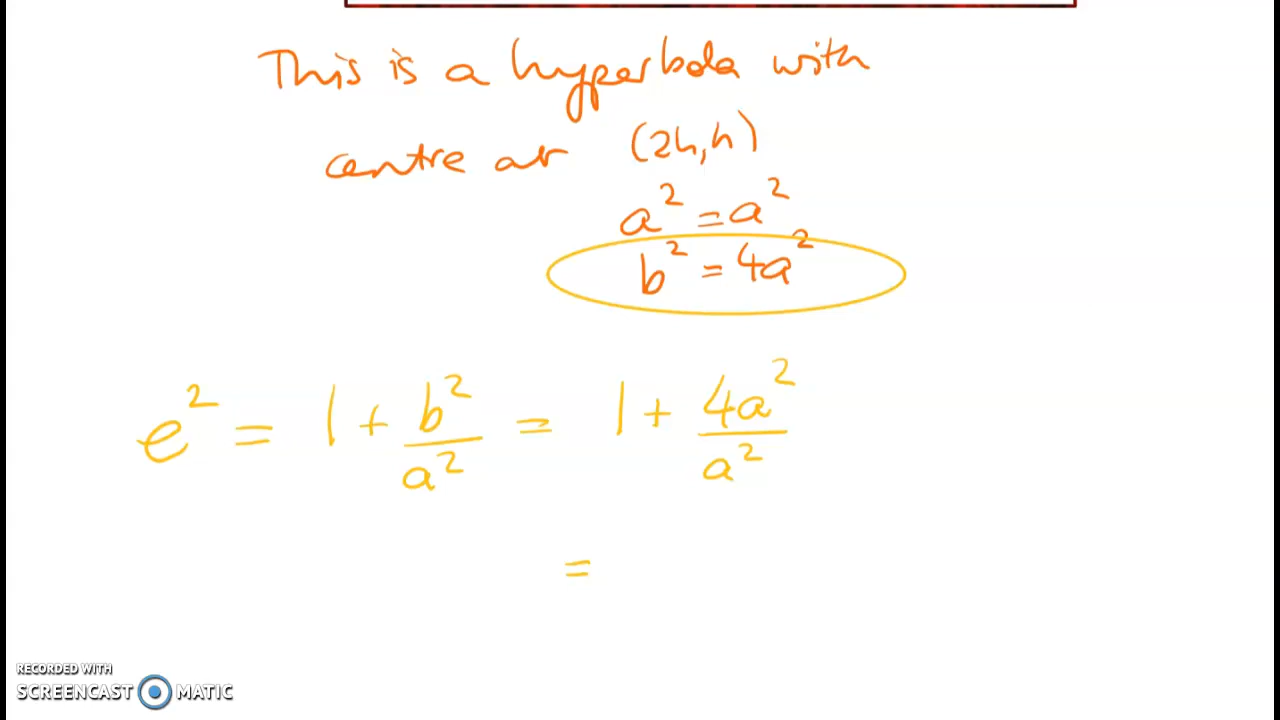 This is a hyperbola with
centre at (2h, h)
a² = a²
b² = 4a²
e² = 1 + b²/a² = 1 + 4a²/a²
=
RECORDED WITH
SCREENCAST MATIC